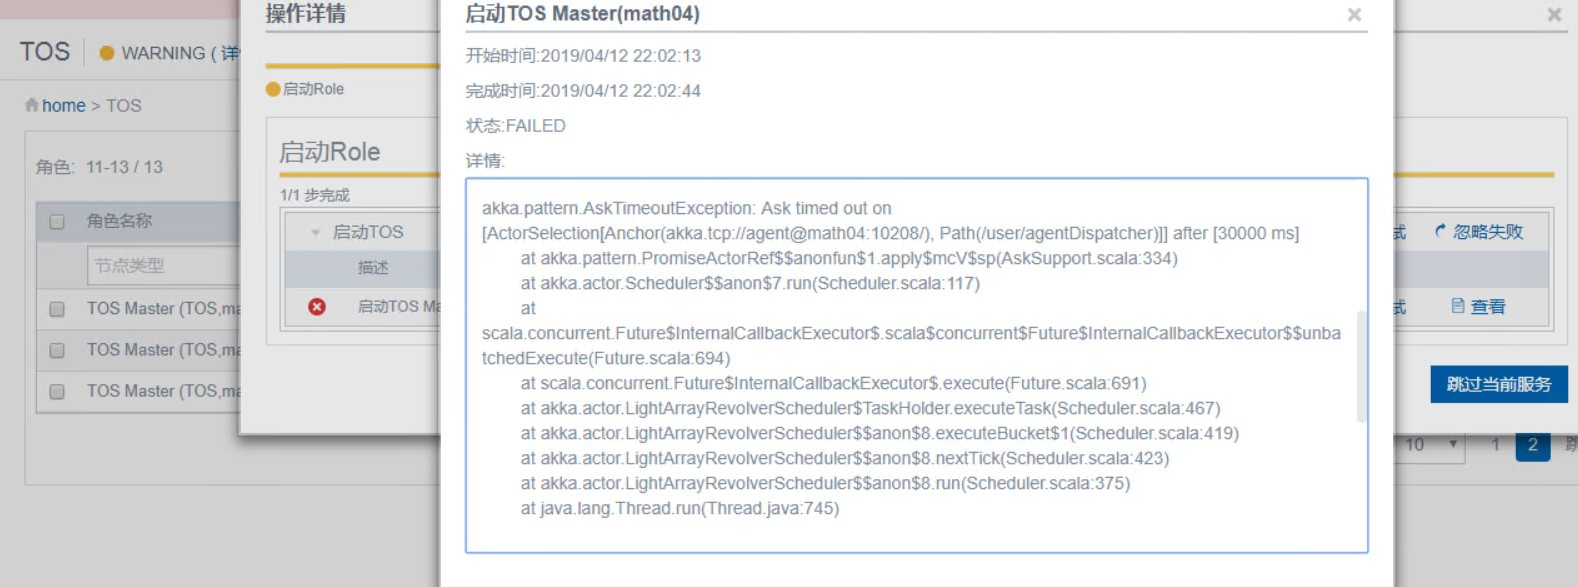 操作详情
启动TOS Master(math04)
TOS
WARNING ( 详
开始时间:2019/04/12 22:02:13
启动Role
完成时间:2019/04/12 22:02:44
home > TOS
状态:FAILED
启动Role
详情:
角色: 11-13 / 13
1/1 步完成
角色名称
akka.pattern.AskTimeoutException: Ask timed out on
启动TOS
[ActorSelection[Anchor(akka.tcp://agent@math04:10208/), Path(/user/agentDispatcher)]] after [30000 ms]
试
忽略失败
节点类型
描述
at akka.pattern.PromiseActorRef$$anonfun$1.apply$mcV$sp(AskSupport.scala:334)
at akka.actor.Scheduler$$anon$7.run(Scheduler.scala:117)
at
TOS Master (TOS,ma
启动TOS Ma
试
查看
scala.concurrent.Future$InternalCallbackExecutor$.scala$concurrent$Future$InternalCallbackExecutor$$unba
TOS Master (TOS,ma
tchedExecute(Future.scala:694)
at scala.concurrent.Future$InternalCallbackExecutor$.execute(Future.scala:691)
跳过当前服务
TOS Master (TOS,ma
at akka.actor.LightArrayRevolverScheduler$TaskHolder.executeTask(Scheduler.scala:467)
at akka.actor.LightArrayRevolverScheduler$$anon$8.executeBucket$1(Scheduler.scala:419)
10
1
2
at akka.actor.LightArrayRevolverScheduler$$anon$8.nextTick(Scheduler.scala:423)
at akka.actor.LightArrayRevolverScheduler$$anon$8.run(Scheduler.scala:375)
at java.lang.Thread.run(Thread.java:745)